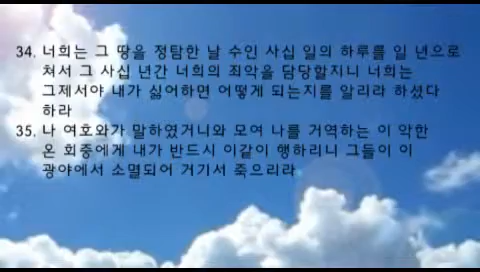 34. 너희는 그 땅을 정탐한 날 수인 사십 일의 하루를 일 년으로
쳐서 그 사십 년간 너희의 죄악을 담당할지니 너희는
그제서야 내가 싫어하면 어떻게 되는지를 알리라 하셨다
하라
35. 나 여호와가 말하였거니와 모여 나를 거역하는 이 악한
온 회중에게 내가 반드시 이같이 행하리니 그들이 이
광야에서 소멸되어 거기서 죽으리라